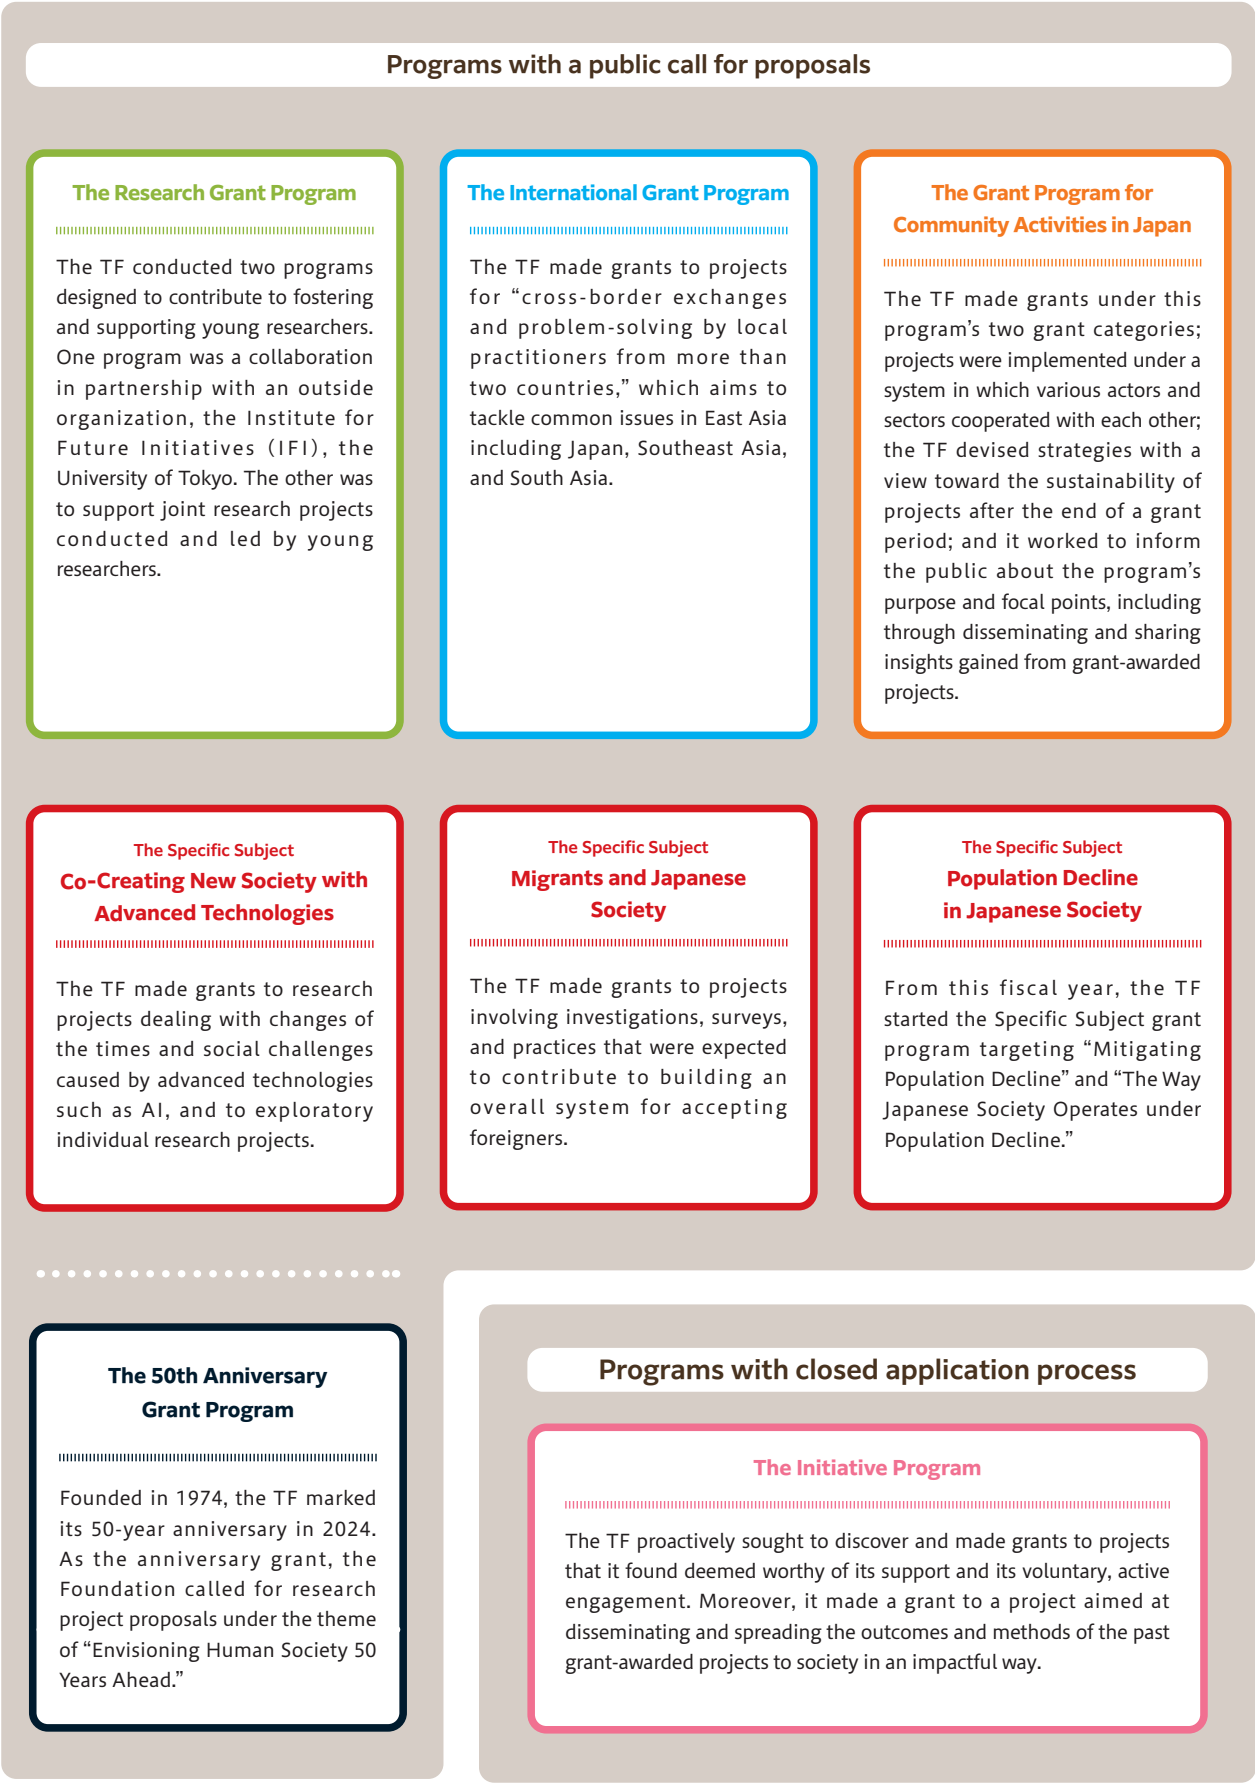 Programs with a public call for proposals
The Research Grant Program
The TF conducted two programs
designed to contribute to fostering
and supporting young researchers.
One program was a collaboration
in partnership with an outside
organization, the Institute for
Future Initiatives (IFI), the
University of Tokyo. The other was
to support joint research projects
conducted and led by young
researchers.
The International Grant Program
The TF made grants to projects
for “cross-border exchanges
and problem-solving by local
practitioners from more than
two countries,” which aims to
tackle common issues in East Asia
including Japan, Southeast Asia,
and South Asia.
The Grant Program for
Community Activities in Japan
The TF made grants under this
program’s two grant categories;
projects were implemented under a
system in which various actors and
sectors cooperated with each other;
the TF devised strategies with a
view toward the sustainability of
projects after the end of a grant
period; and it worked to inform
the public about the program’s
purpose and focal points, including
through disseminating and sharing
insights gained from grant-awarded
projects.
The Specific Subject
Co-Creating New Society with
Advanced Technologies
The TF made grants to research
projects dealing with changes of
the times and social challenges
caused by advanced technologies
such as AI, and to exploratory
individual research projects.
The Specific Subject
Migrants and Japanese
Society
The TF made grants to projects
involving investigations, surveys,
and practices that were expected
to contribute to building an
overall system for accepting
foreigners.
The Specific Subject
Population Decline
in Japanese Society
From this fiscal year, the TF
started the Specific Subject grant
program targeting “Mitigating
Population Decline” and “The Way
Japanese Society Operates under
Population Decline.”
The 50th Anniversary
Grant Program
Founded in 1974, the TF marked
its 50-year anniversary in 2024.
As the anniversary grant, the
Foundation called for research
project proposals under the theme
of “Envisioning Human Society 50
Years Ahead.”
Programs with closed application process
The Initiative Program
The TF proactively sought to discover and made grants to projects
that it found deemed worthy of its support and its voluntary, active
engagement. Moreover, it made a grant to a project aimed at
disseminating and spreading the outcomes and methods of the past
grant-awarded projects to society in an impactful way.